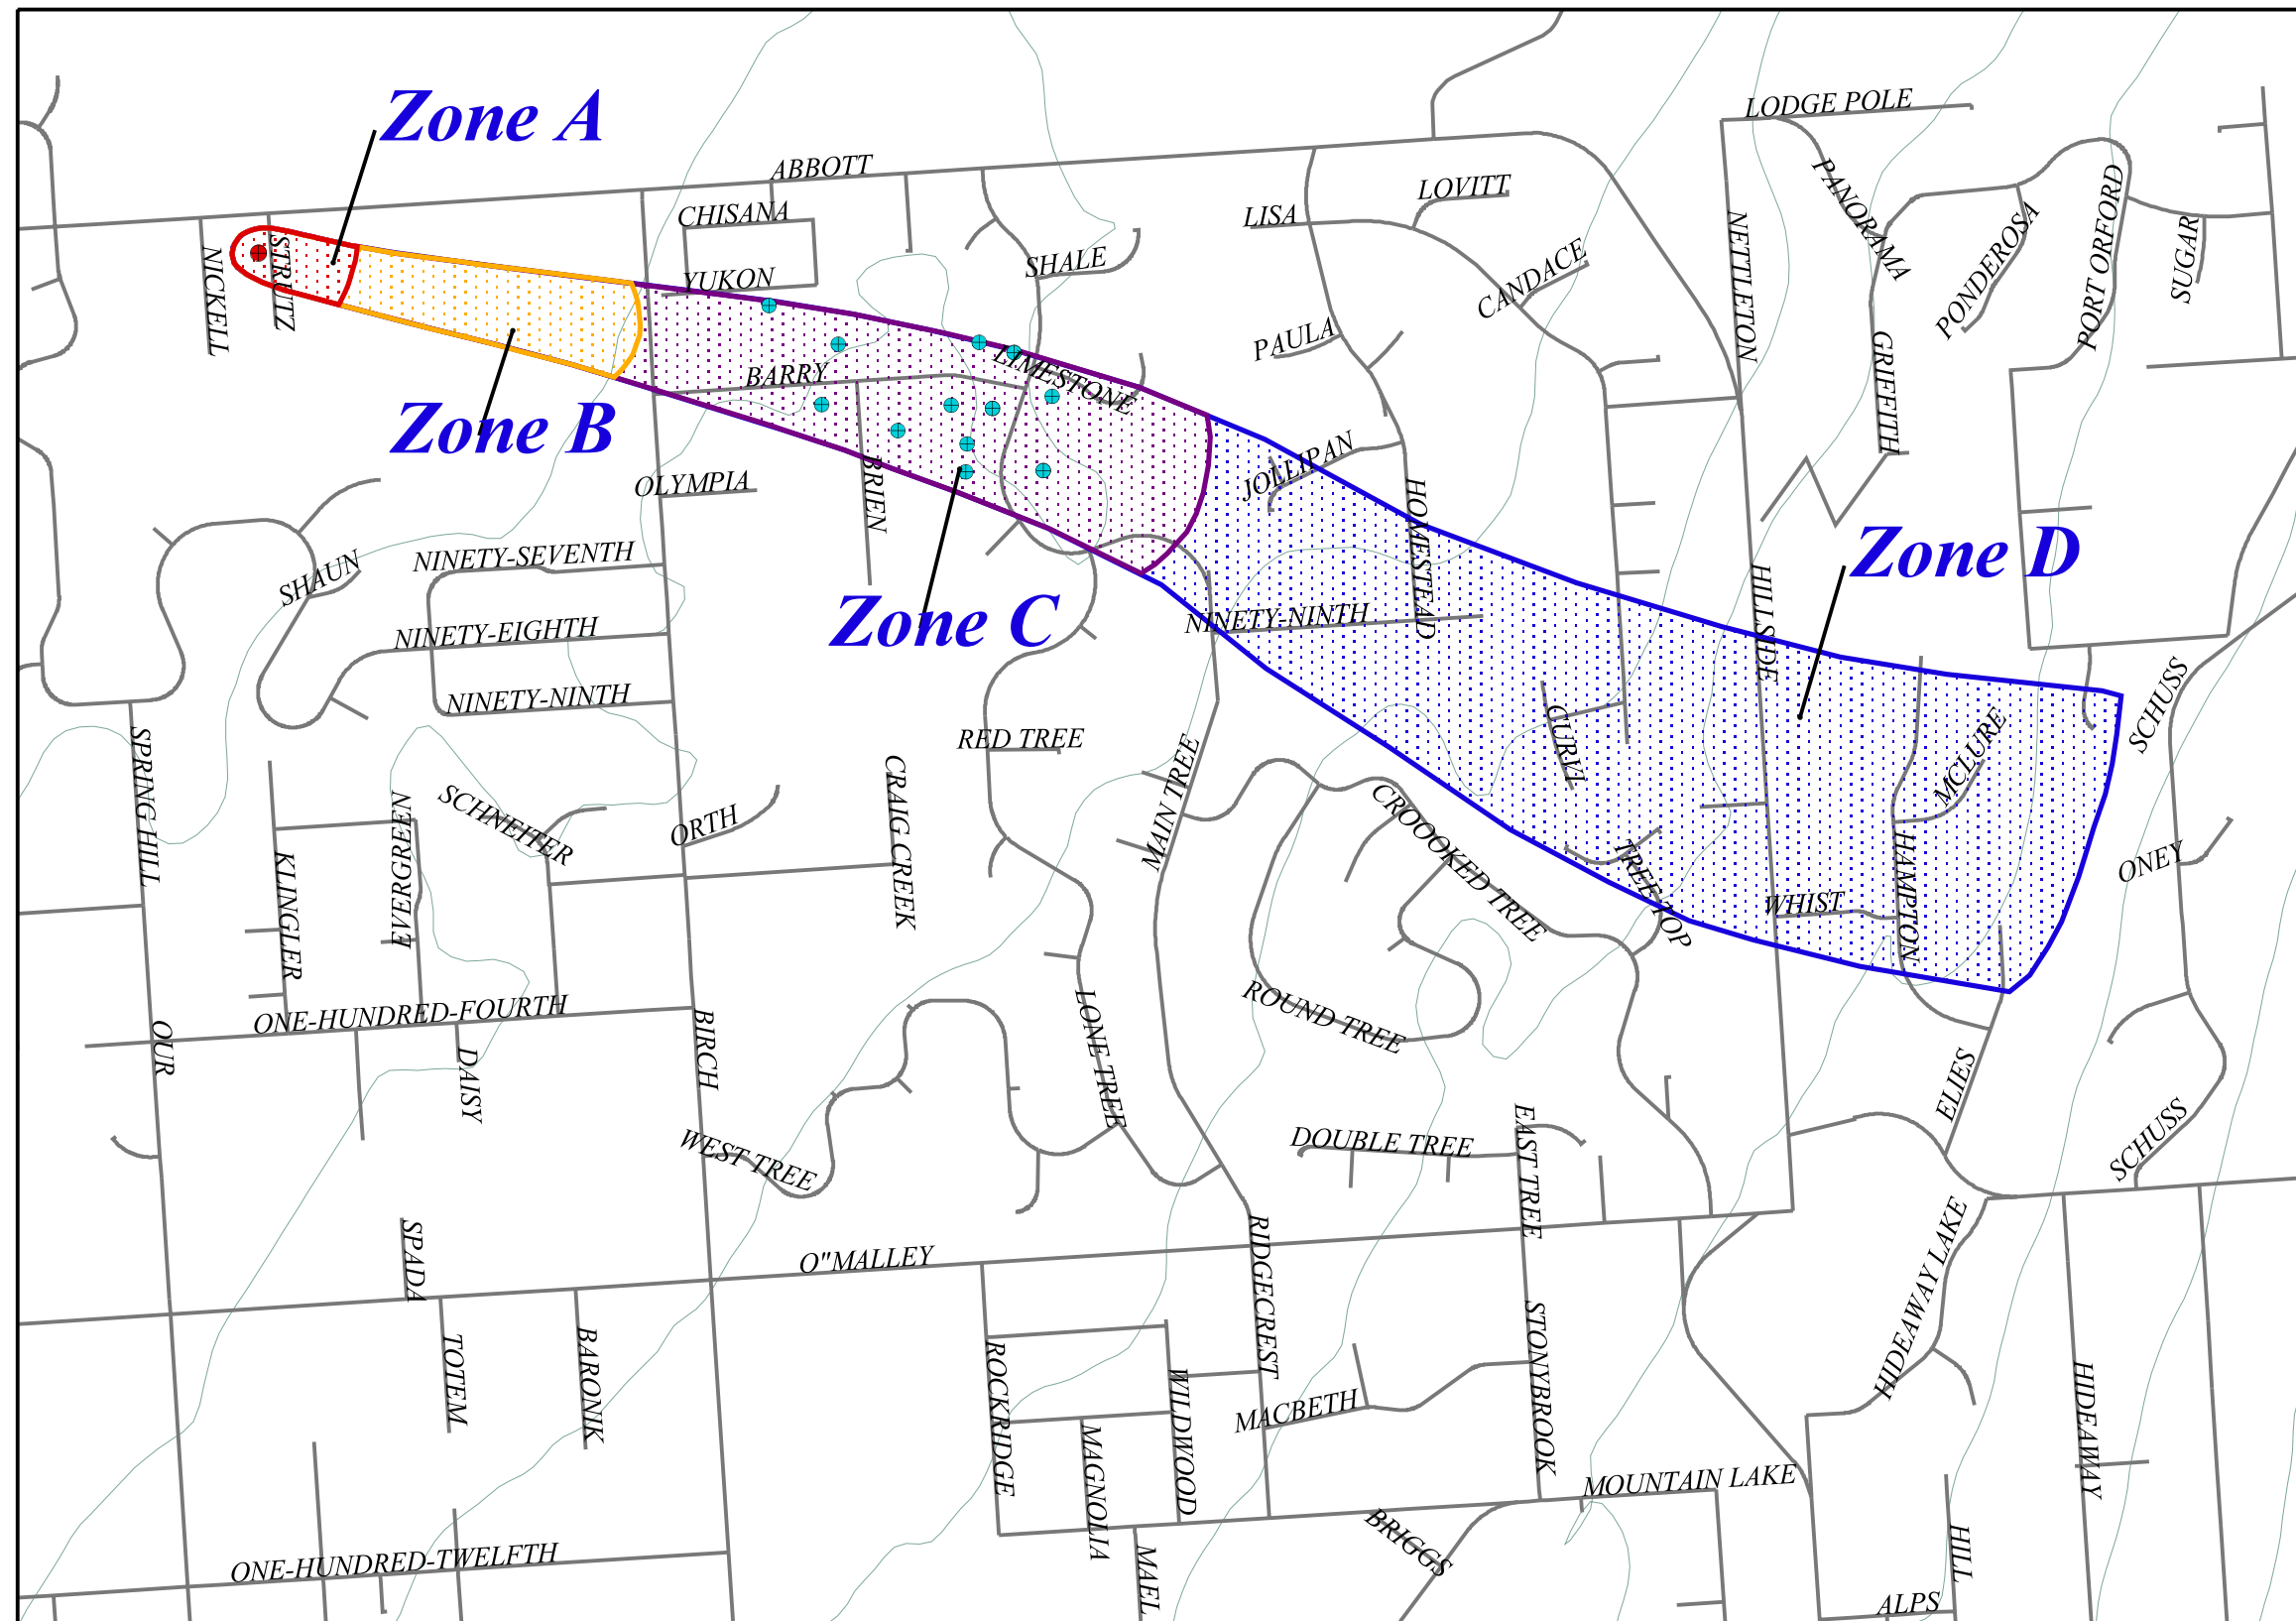 LODGE POLE
Zone A
ABBOTT
LOVITT
CHISANA
LISA
PANORAMA
PORT ORFORD
NICKELL
STRUTZ
NETTLETON
PONDEROSA
SUGAR
SHALE
YUKON
CANDACE
PAULA
GRIFFITH
LIMESTONE
BARRY
Zone B
JOLLIPAN
OLYMPIA
BRIEN
HOMESTEAD
Zone D
NINETY-SEVENTH
SHAUN
HILLSIDE
Zone C
NINETY-EIGHTH
NINETY-NINTH
NINETY-NINTH
SCHUSS
RED TREE
SPRING HILL
MAIN TREE
CURVI
MCLURE
CRAIG CREEK
SCHNEITER
ORTH
EVERGREEN
KLINGLER
CROOOKED TREE
TREE TOP
HAMPTON
ONEY
WHIST
ONE-HUNDRED-FOURTH
ROUND TREE
LONE TREE
OUR
BIRCH
DAISY
ELIES
WEST TREE
DOUBLE TREE
EAST TREE
SCHUSS
SPADA
O"MALLEY
RIDGECREST
HIDEAWAY LAKE
TOTEM
BARONIK
ROCKRIDGE
WILDWOOD
MACBETH
STONYBROOK
HIDEAWAY
MAGNOLIA
MOUNTAIN LAKE
BRIGGS
ONE-HUNDRED-TWELFTH
MAEL
HILL
ALPS